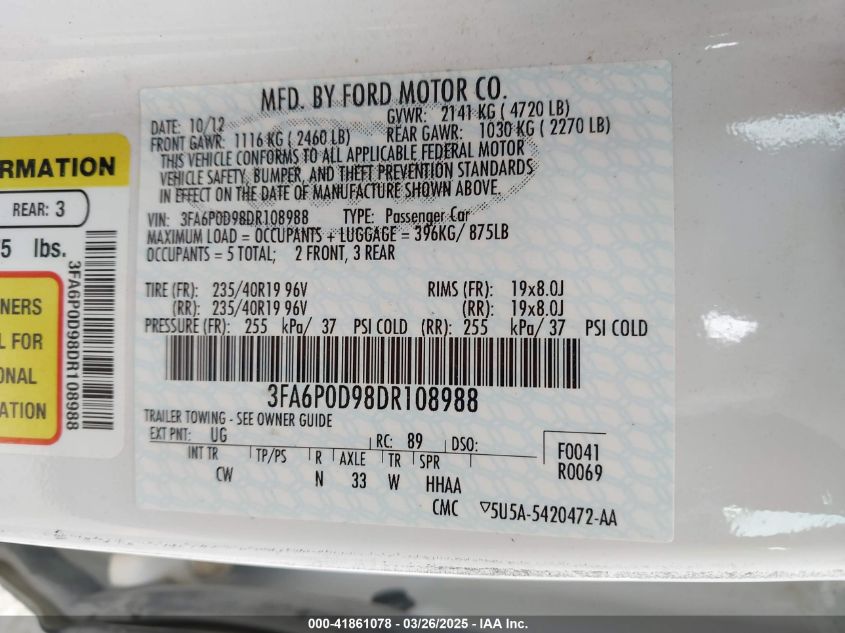 MFD. BY FORD MOTOR CO.
DATE: 10/12 GVWR: 2141 KG ( 4720 LB)
FRONT GAWR: 1116 KG ( 2460 LB) REAR GAWR: 1030 KG ( 2270 LB)
THIS VEHICLE CONFORMS TO ALL APPLICABLE FEDERAL MOTOR
VEHICLE SAFETY, BUMPER, AND THEFT PREVENTION STANDARDS
IN EFFECT ON THE DATE OF MANUFACTURE SHOWN ABOVE.
VIN: 3FA6P0D98DR108988 TYPE: Passenger Car
MAXIMUM LOAD = OCCUPANTS + LUGGAGE = 396KG/ 875LB
OCCUPANTS = 5 TOTAL; 2 FRONT, 3 REAR
TIRE (FR): 235/40R19 96V RIMS (FR): 19x8.0J
(RR): 235/40R19 96V (RR): 19x8.0J
PRESSURE (FR): 255 kPa/ 37 PSI COLD (RR): 255 kPa/ 37 PSI COLD
3FA6P0D98DR108988
TRAILER TOWING - SEE OWNER GUIDE
EXT PNT: UG RC: 89 DSO:
F0041
R0069
INT TR TP/PS R AXLE TR SPR
CW N 33 W HHAA
CMC ▽5U5A-5420472-AA
RMATION
REAR: 3
5 lbs.
NERS
L FOR
ONAL
ATION
3FA6P0D98DR108988
000-41861078 | 03/26/2025 | IAA Inc.